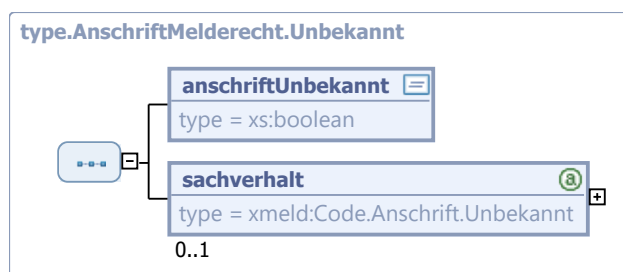 type.AnschriftMelderecht.Unbekannt
anschriftUnbekannt
type = xs:boolean
sachverhalt
type = xmeld:Code.Anschrift.Unbekannt
0..1